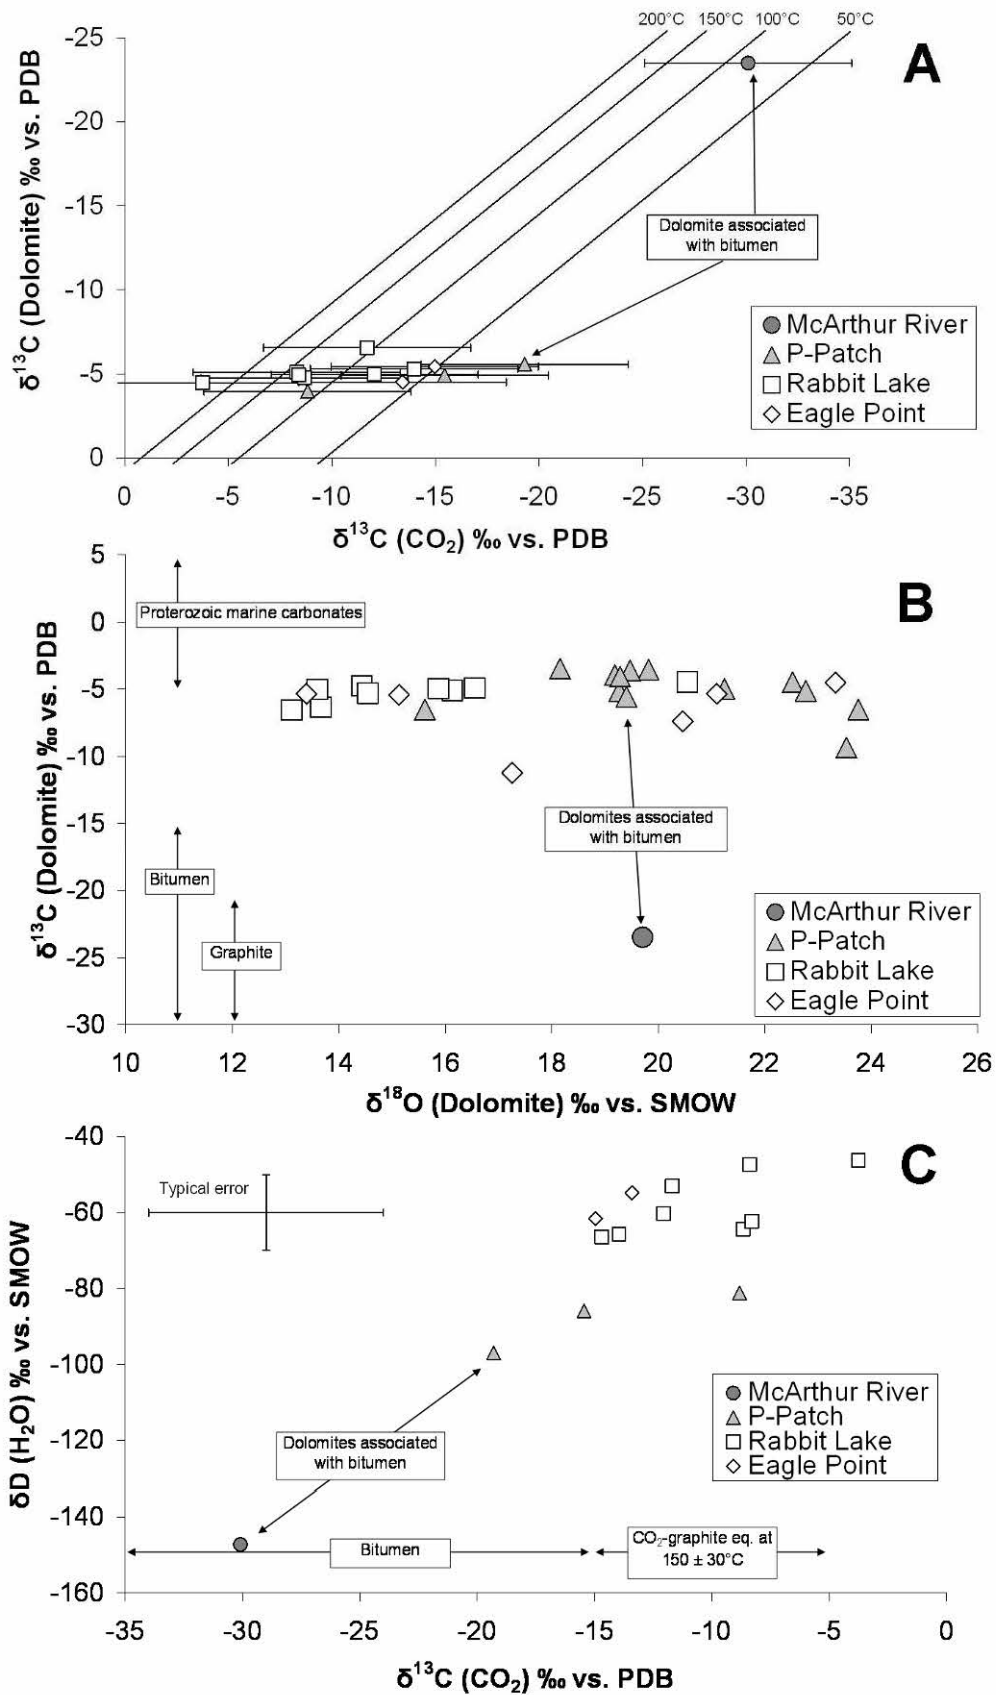 200°C 150°C 100°C 50°C
A
δ¹³C (Dolomite) ‰ vs. PDB
-25
-20
-15
-10
-5
0
Dolomite associated
with bitumen
McArthur River
P-Patch
Rabbit Lake
Eagle Point
0 -5 -10 -15 -20 -25 -30 -35
δ¹³C (CO₂) ‰ vs. PDB
B
δ¹³C (Dolomite) ‰ vs. PDB
5
0
-5
-10
-15
-20
-25
-30
Proterozoic marine carbonates
Bitumen
Graphite
Dolomites associated
with bitumen
McArthur River
P-Patch
Rabbit Lake
Eagle Point
10 12 14 16 18 20 22 24 26
δ¹⁸O (Dolomite) ‰ vs. SMOW
C
δD (H₂O) ‰ vs. SMOW
-40
-60
-80
-100
-120
-140
-160
Typical error
Dolomites associated
with bitumen
McArthur River
P-Patch
Rabbit Lake
Eagle Point
Bitumen
CO₂-graphite eq. at
150 ± 30°C
-35 -30 -25 -20 -15 -10 -5 0
δ¹³C (CO₂) ‰ vs. PDB